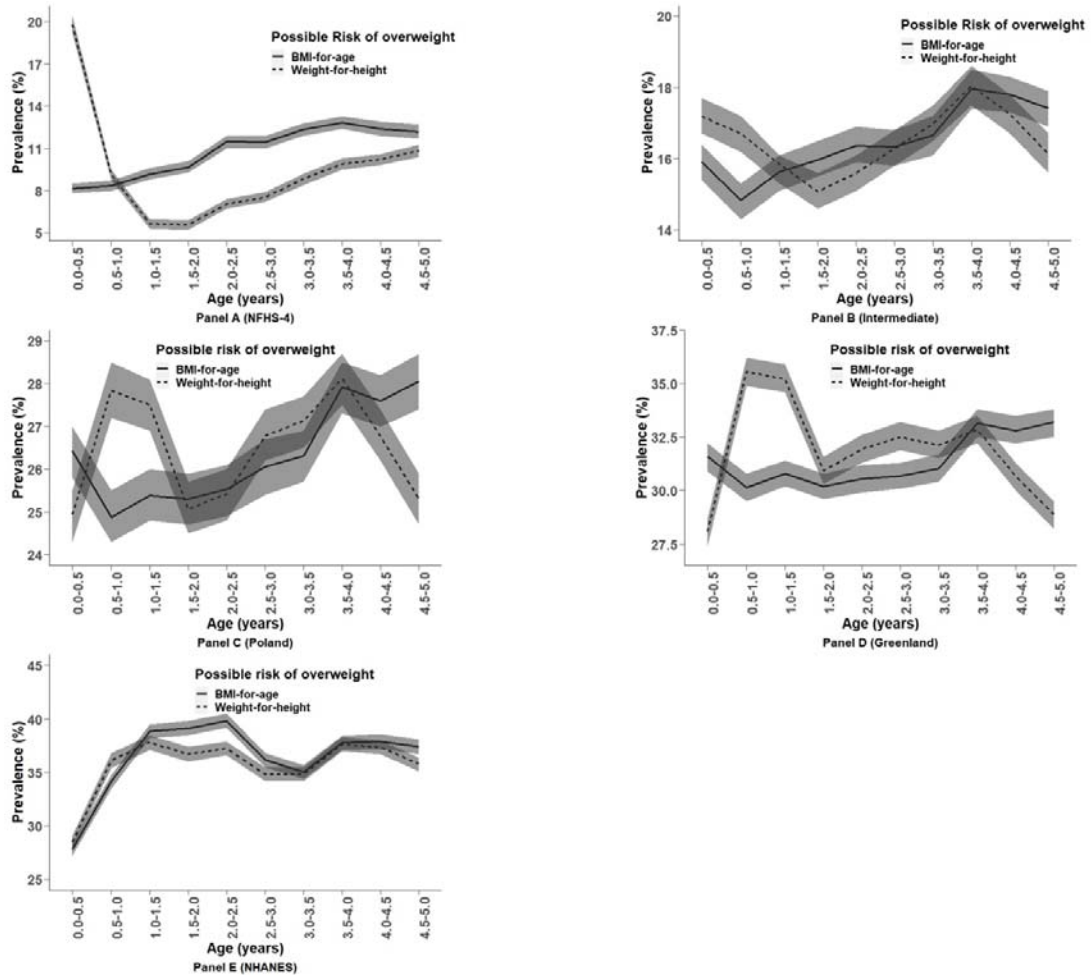 Possible Risk of overweight
BMI-for-age
Weight-for-height
Prevalence (%)
20
17
14
11
8
5
0.0-0.5
0.5-1.0
1.0-1.5
1.5-2.0
2.0-2.5
2.5-3.0
3.0-3.5
3.5-4.0
4.0-4.5
4.5-5.0
Age (years)
Panel A (NFHS-4)
Possible Risk of overweight
BMI-for-age
Weight-for-height
Prevalence (%)
20
18
16
14
0.0-0.5
0.5-1.0
1.0-1.5
1.5-2.0
2.0-2.5
2.5-3.0
3.0-3.5
3.5-4.0
4.0-4.5
4.5-5.0
Age (years)
Panel B (Intermediate)
Possible risk of overweight
BMI-for-age
Weight-for-height
Prevalence (%)
29
28
27
26
25
24
0.0-0.5
0.5-1.0
1.0-1.5
1.5-2.0
2.0-2.5
2.5-3.0
3.0-3.5
3.5-4.0
4.0-4.5
4.5-5.0
Age (years)
Panel C (Poland)
Possible risk of overweight
BMI-for-age
Weight-for-height
Prevalence (%)
37.5
35.0
32.5
30.0
27.5
0.0-0.5
0.5-1.0
1.0-1.5
1.5-2.0
2.0-2.5
2.5-3.0
3.0-3.5
3.5-4.0
4.0-4.5
4.5-5.0
Age (years)
Panel D (Greenland)
Possible risk of overweight
BMI-for-age
Weight-for-height
Prevalence (%)
45
40
35
30
25
0.0-0.5
0.5-1.0
1.0-1.5
1.5-2.0
2.0-2.5
2.5-3.0
3.0-3.5
3.5-4.0
4.0-4.5
4.5-5.0
Age (years)
Panel E (NHANES)